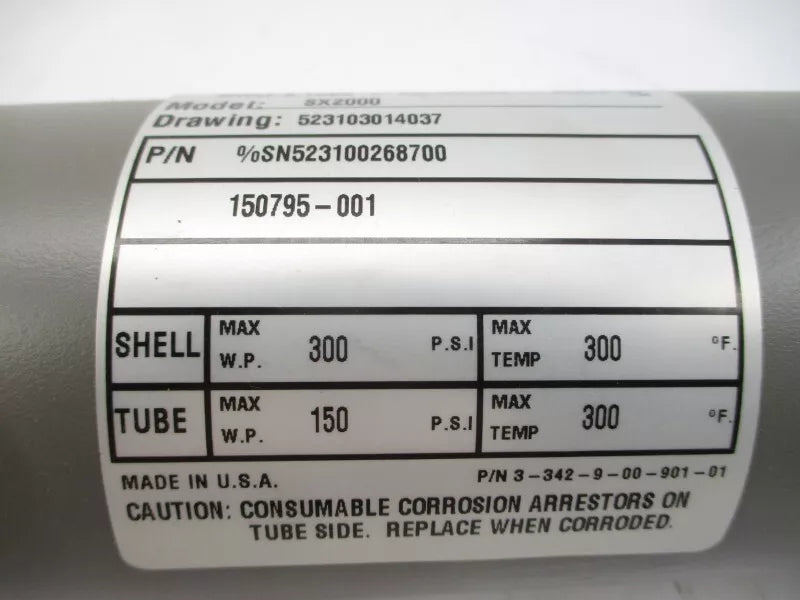 Model: SX2000
Drawing: 523103014037
P/N %SN523100268700
150795-001
SHELL MAX W.P. 300 P.S.I MAX TEMP 300 °F.
TUBE MAX W.P. 150 P.S.I MAX TEMP 300 °F.
MADE IN U.S.A. P/N 3-342-9-00-901-01
CAUTION: CONSUMABLE CORROSION ARRESTORS ON
TUBE SIDE. REPLACE WHEN CORRODED.